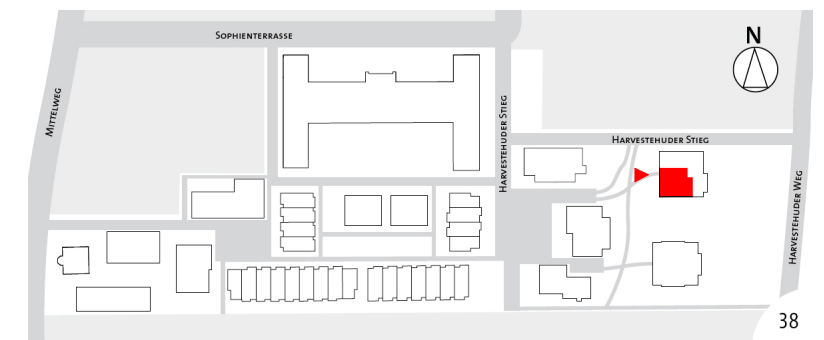 Sophienterrasse
N
Mittelweg
Harvestehuder Stieg
Harvestehuder Stieg
Harvestehuder Weg
38